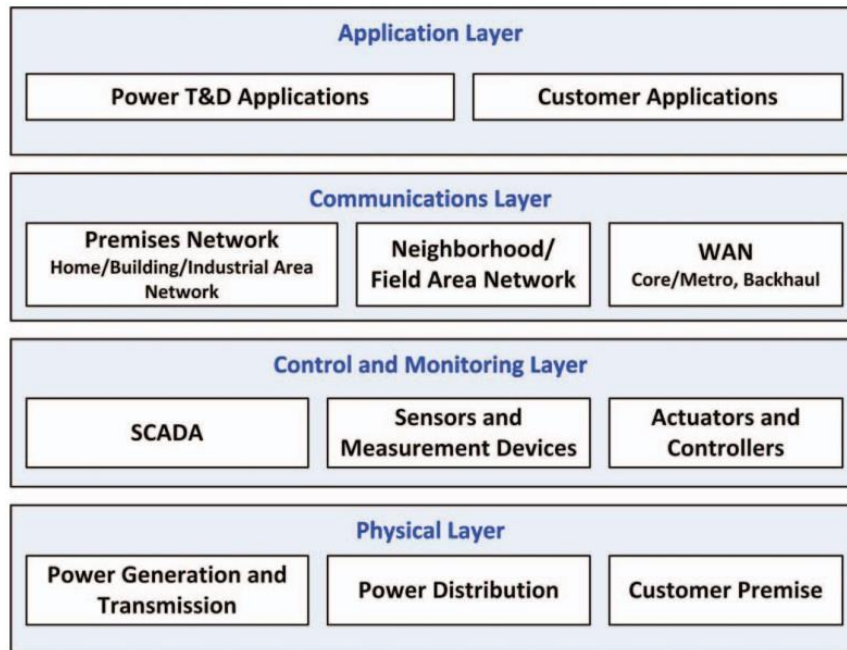 Application Layer
Power T&D Applications
Customer Applications
Communications Layer
Premises Network
Home/Building/Industrial Area
Network
Neighborhood/
Field Area Network
WAN
Core/Metro, Backhaul
Control and Monitoring Layer
SCADA
Sensors and
Measurement Devices
Actuators and
Controllers
Physical Layer
Power Generation and
Transmission
Power Distribution
Customer Premise